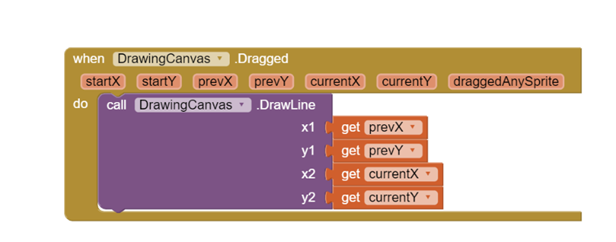 when DrawingCanvas .Dragged
startX startY prevX prevY currentX currentY draggedAnySprite
do call DrawingCanvas .DrawLine
x1 get prevX
y1 get prevY
x2 get currentX
y2 get currentY